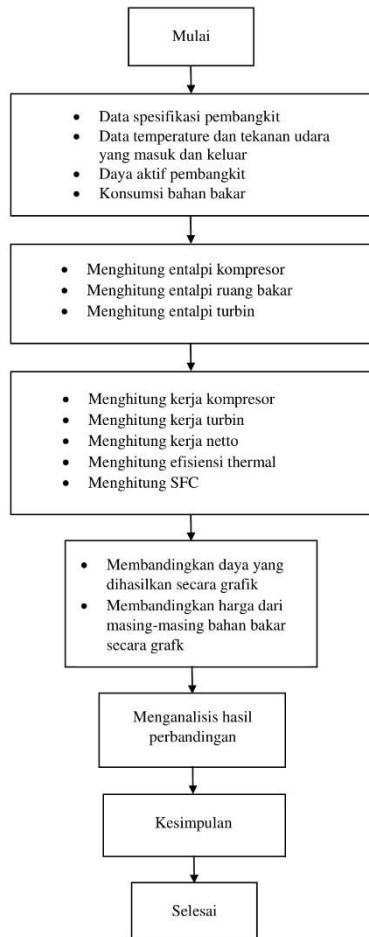 Mulai
• Data spesifikasi pembangkit
• Data temperature dan tekanan udara
yang masuk dan keluar
• Daya aktif pembangkit
• Konsumsi bahan bakar
• Menghitung entalpi kompresor
• Menghitung entalpi ruang bakar
• Menghitung entalpi turbin
• Menghitung kerja kompresor
• Menghitung kerja turbin
• Menghitung kerja netto
• Menghitung efisiensi thermal
• Menghitung SFC
• Membandingkan daya yang
dihasilkan secara grafik
• Membandingkan harga dari
masing-masing bahan bakar
secara grafk
Menganalisis hasil
perbandingan
Kesimpulan
Selesai